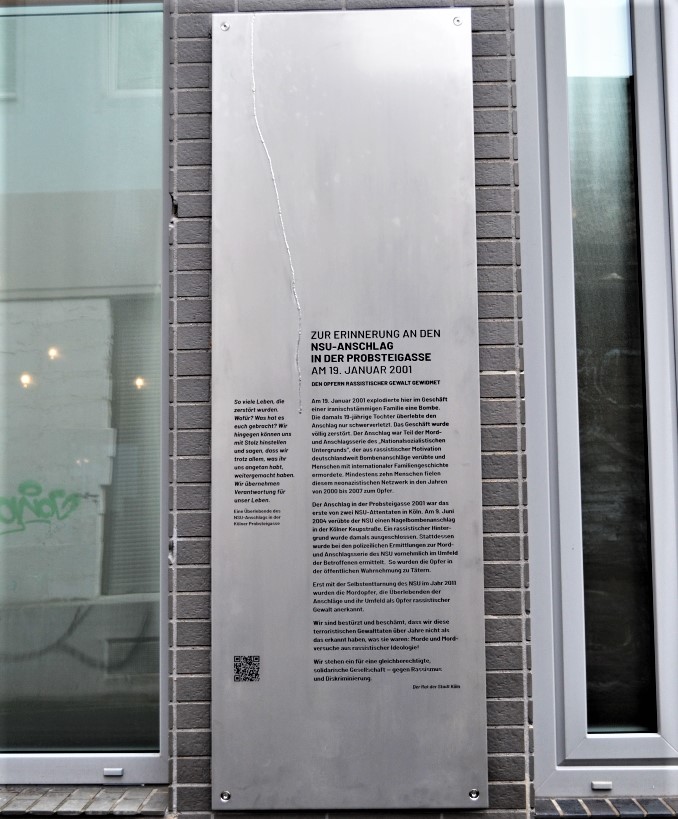 ZUR ERINNERUNG AN DEN
NSU-ANSCHLAG
IN DER PROBSTEIGASSE
AM 19. JANUAR 2001
DEN OPFERN RASSISTISCHER GEWALT GEWIDMET
So viele Leben, die
zerstört wurden.
Wofür? Was hat es
euch gebracht? Wir
hingegen können uns
mit Stolz hinstellen
und sagen, dass wir
trotz allem, was ihr
uns angetan habt,
weitergemacht haben.
Wir übernehmen
Verantwortung für
unser Leben.
Eine Überlebende des
NSU-Anschlags in der
Kölner Probsteigasse
Am 19. Januar 2001 explodierte hier im Geschäft
einer iranischstämmigen Familie eine Bombe.
Die damals 19-jährige Tochter überlebte den
Anschlag nur schwerverletzt. Das Geschäft wurde
völlig zerstört. Der Anschlag war Teil der Mord-
und Anschlagsserie des „Nationalsozialistischen
Untergrunds“, der aus rassistischer Motivation
deutschlandweit Bombenanschläge verübte und
Menschen mit internationaler Familiengeschichte
ermordete. Mindestens zehn Menschen fielen
diesem neonazistischen Netzwerk in den Jahren
von 2000 bis 2007 zum Opfer.
Der Anschlag in der Probsteigasse 2001 war das
erste von zwei NSU-Attentaten in Köln. Am 9. Juni
2004 verübte der NSU einen Nagelbombenanschlag
in der Kölner Keupstraße. Ein rassistischer Hinter-
grund wurde damals ausgeschlossen. Stattdessen
wurde bei den polizeilichen Ermittlungen zur Mord-
und Anschlagsserie des NSU vornehmlich im Umfeld
der Betroffenen ermittelt. So wurden die Opfer in
der öffentlichen Wahrnehmung zu Tätern.
Erst mit der Selbstenttarnung des NSU im Jahr 2011
wurden die Mordopfer, die Überlebenden der
Anschläge und ihr Umfeld als Opfer rassistischer
Gewalt anerkannt.
Wir sind bestürzt und beschämt, dass wir diese
terroristischen Gewalttaten über Jahre nicht als
das erkannt haben, was sie waren: Morde und Mord-
versuche aus rassistischer Ideologie!
Wir stehen ein für eine gleichberechtigte,
solidarische Gesellschaft – gegen Rassismus
und Diskriminierung.
Der Rat der Stadt Köln